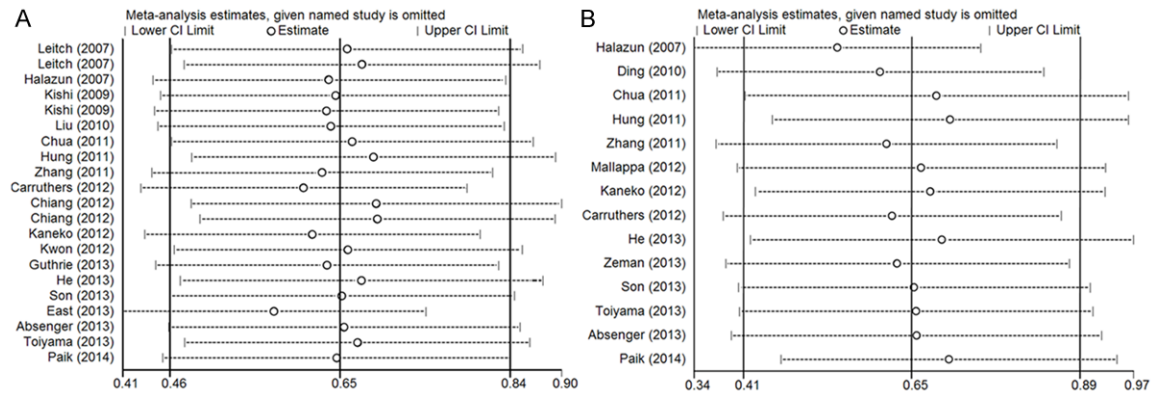 A
Meta-analysis estimates, given named study is omitted
Lower CI Limit Estimate Upper CI Limit
Leitch (2007)
Leitch (2007)
Halazun (2007)
Kishi (2009)
Kishi (2009)
Liu (2010)
Chua (2011)
Hung (2011)
Zhang (2011)
Carruthers (2012)
Chiang (2012)
Chiang (2012)
Kaneko (2012)
Kwon (2012)
Guthrie (2013)
He (2013)
Son (2013)
East (2013)
Absenger (2013)
Toiyama (2013)
Paik (2014)
0.41 0.46 0.65 0.84 0.90
B
Meta-analysis estimates, given named study is omitted
Lower CI Limit Estimate Upper CI Limit
Halazun (2007)
Ding (2010)
Chua (2011)
Hung (2011)
Zhang (2011)
Mallappa (2012)
Kaneko (2012)
Carruthers (2012)
He (2013)
Zeman (2013)
Son (2013)
Toiyama (2013)
Absenger (2013)
Paik (2014)
0.34 0.41 0.65 0.89 0.97